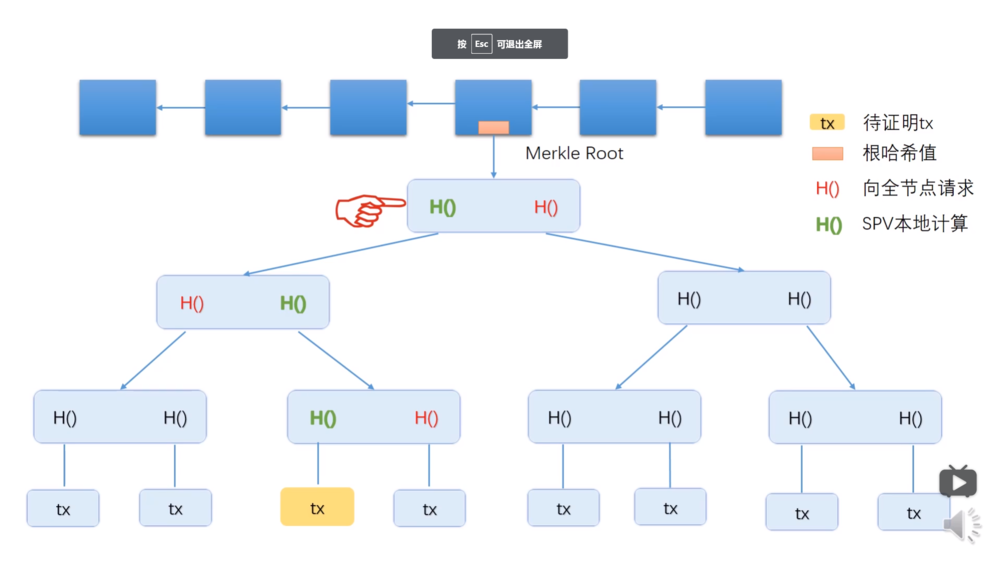 按 Esc 可退出全屏
Merkle Root
tx 待证明tx
根哈希值
H() 向全节点请求
H() SPV本地计算
H() H()
H() H() H() H()
H() H() H() H() H() H() H() H()
tx tx tx tx tx tx tx tx